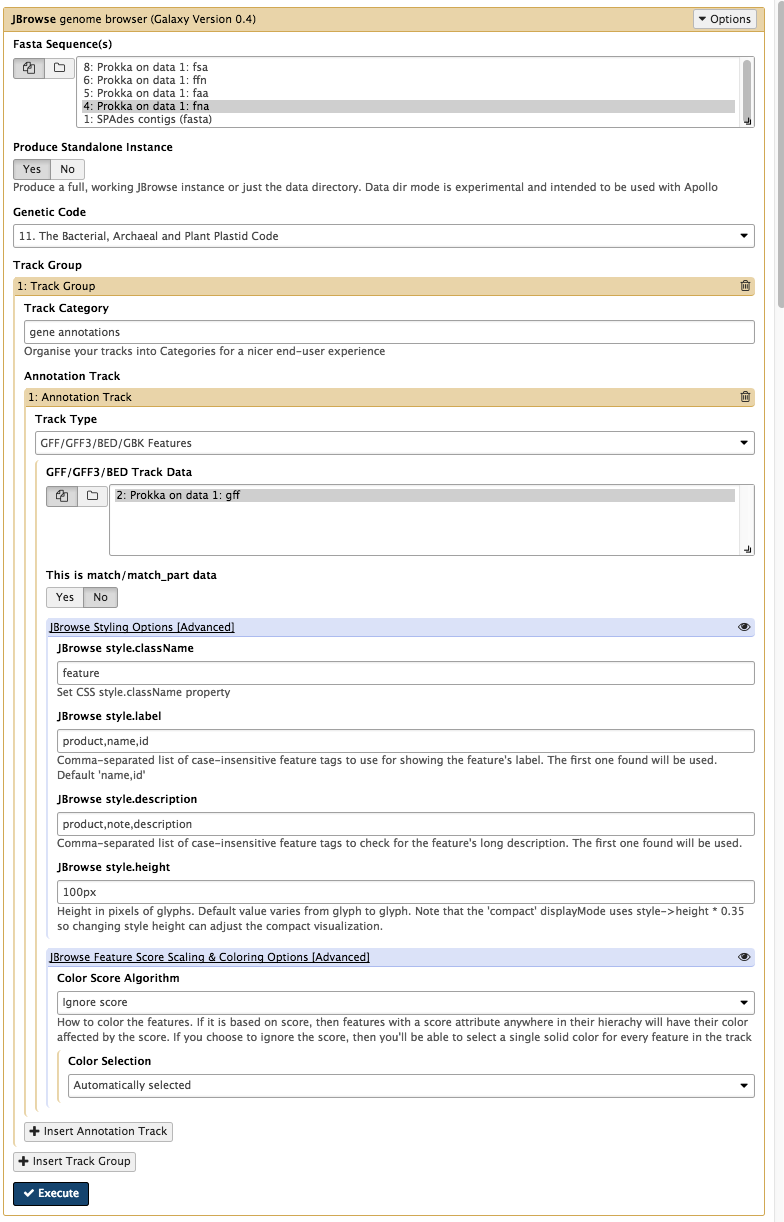 JBrowse genome browser (Galaxy Version 0.4)
Options
Fasta Sequence(s)
8: Prokka on data 1: fsa
6: Prokka on data 1: ffn
5: Prokka on data 1: faa
4: Prokka on data 1: fna
1: SPAdes contigs (fasta)
Produce Standalone Instance
Yes No
Produce a full, working JBrowse instance or just the data directory. Data dir mode is experimental and intended to be used with Apollo
Genetic Code
11. The Bacterial, Archaeal and Plant Plastid Code
Track Group
1: Track Group
Track Category
gene annotations
Organise your tracks into Categories for a nicer end-user experience
Annotation Track
1: Annotation Track
Track Type
GFF/GFF3/BED/GBK Features
GFF/GFF3/BED Track Data
2: Prokka on data 1: gff
This is match/match_part data
Yes No
JBrowse Styling Options [Advanced]
JBrowse style.className
feature
Set CSS style.className property
JBrowse style.label
product,name,id
Comma-separated list of case-insensitive feature tags to use for showing the feature's label. The first one found will be used.
Default 'name,id'
JBrowse style.description
product,note,description
Comma-separated list of case-insensitive feature tags to check for the feature's long description. The first one found will be used.
JBrowse style.height
100px
Height in pixels of glyphs. Default value varies from glyph to glyph. Note that the 'compact' displayMode uses style->height * 0.35
so changing style height can adjust the compact visualization.
JBrowse Feature Score Scaling & Coloring Options [Advanced]
Color Score Algorithm
Ignore score
How to color the features. If it is based on score, then features with a score attribute anywhere in their hierachy will have their color
affected by the score. If you choose to ignore the score, then you'll be able to select a single solid color for every feature in the track
Color Selection
Automatically selected
Insert Annotation Track
Insert Track Group
Execute